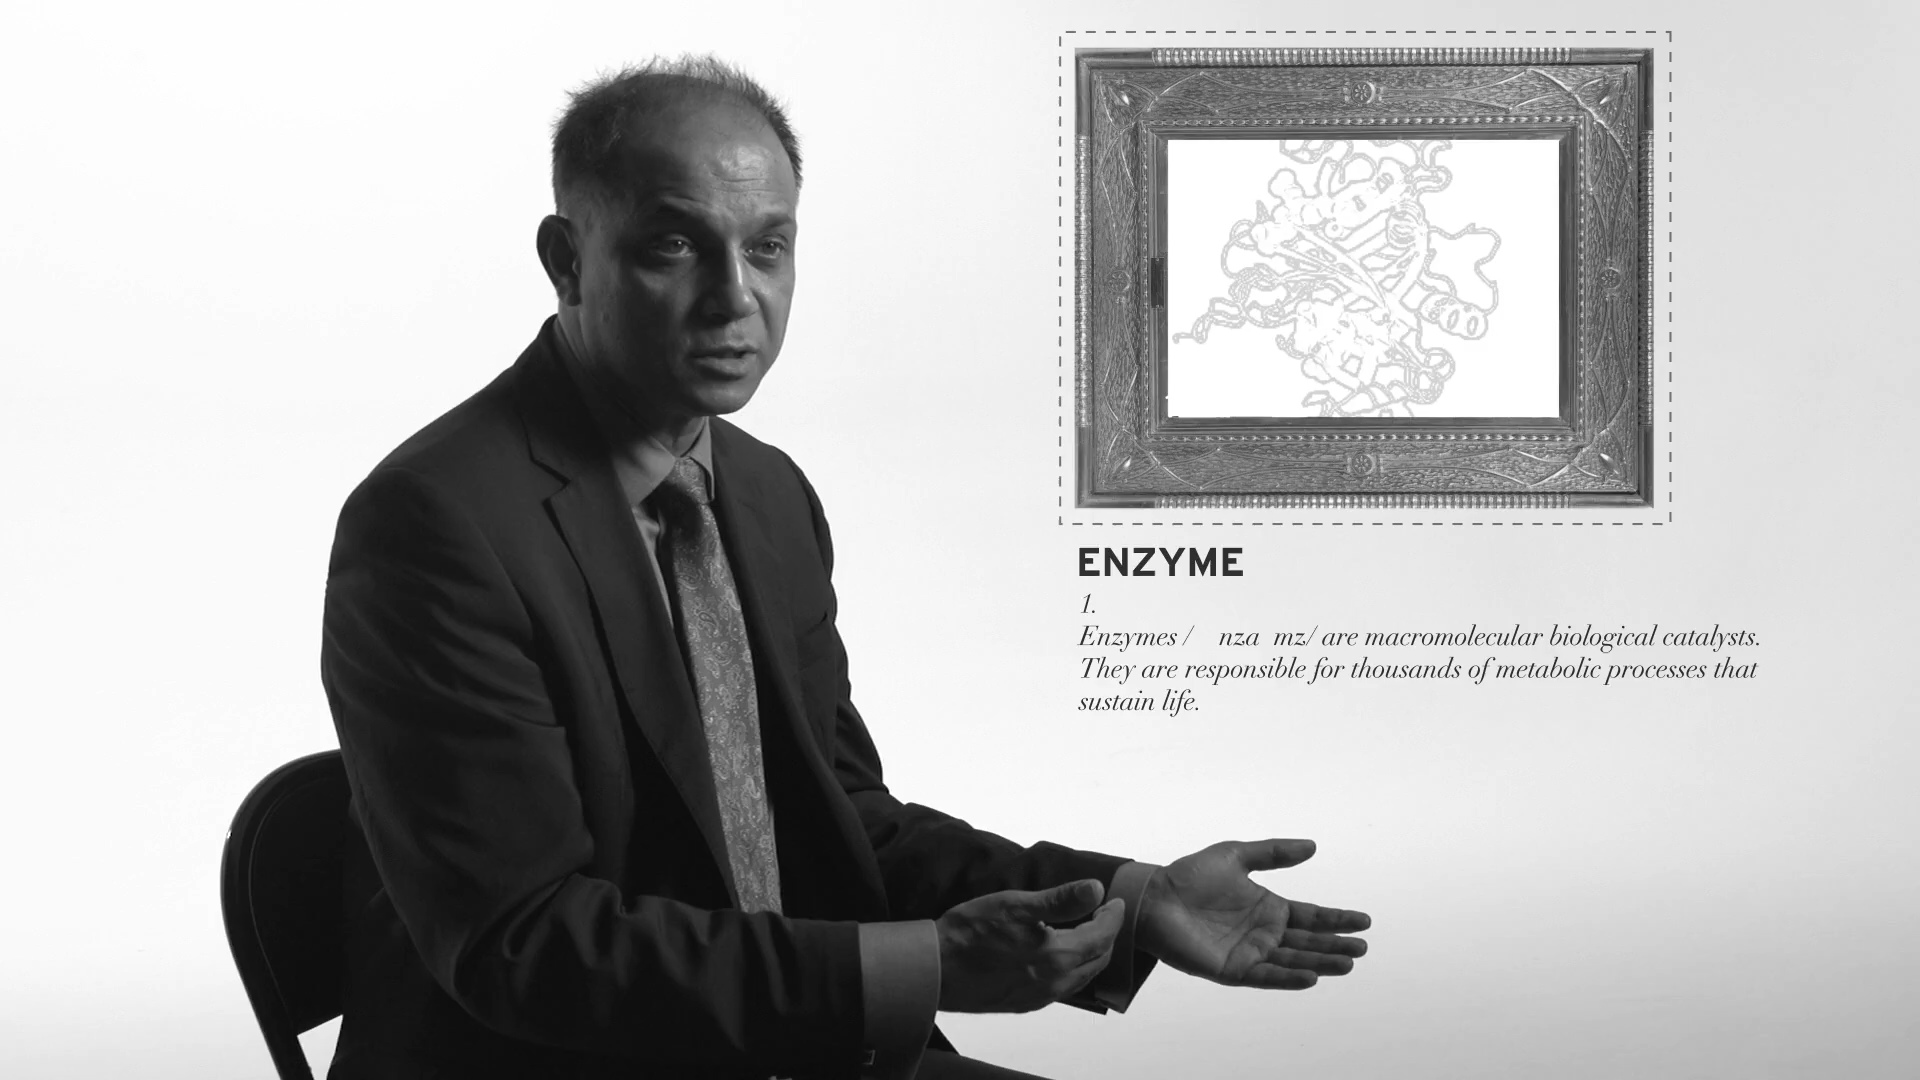 ENZYME
1.
Enzymes / nza mz/ are macromolecular biological catalysts.
They are responsible for thousands of metabolic processes that
sustain life.